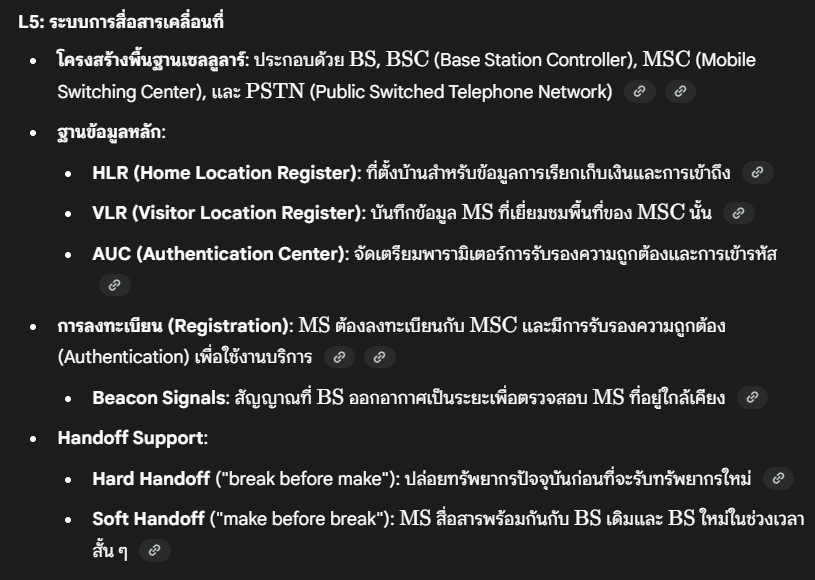 L5: ระบบการสื่อสารเคลื่อนที่
โครงสร้างพื้นฐานเซลลูลาร์: ประกอบด้วย BS, BSC (Base Station Controller), MSC (Mobile
Switching Center), และ PSTN (Public Switched Telephone Network)
ฐานข้อมูลหลัก:
HLR (Home Location Register): ที่ตั้งบ้านสำหรับข้อมูลการเรียกเก็บเงินและการเข้าถึง
VLR (Visitor Location Register): บันทึกข้อมูล MS ที่เยี่ยมชมพื้นที่ของ MSC นั้น
AUC (Authentication Center): จัดเตรียมพารามิเตอร์การรับรองความถูกต้องและการเข้ารหัส
การลงทะเบียน (Registration): MS ต้องลงทะเบียนกับ MSC และมีการรับรองความถูกต้อง
(Authentication) เพื่อใช้งานบริการ
Beacon Signals: สัญญาณที่ BS ออกอากาศเป็นระยะเพื่อตรวจสอบ MS ที่อยู่ใกล้เคียง
Handoff Support:
Hard Handoff ("break before make"): ปล่อยทรัพยากรปัจจุบันก่อนที่จะรับทรัพยากรใหม่
Soft Handoff ("make before break"): MS สื่อสารพร้อมกันกับ BS เดิมและ BS ใหม่ในช่วงเวลา
สั้น ๆ